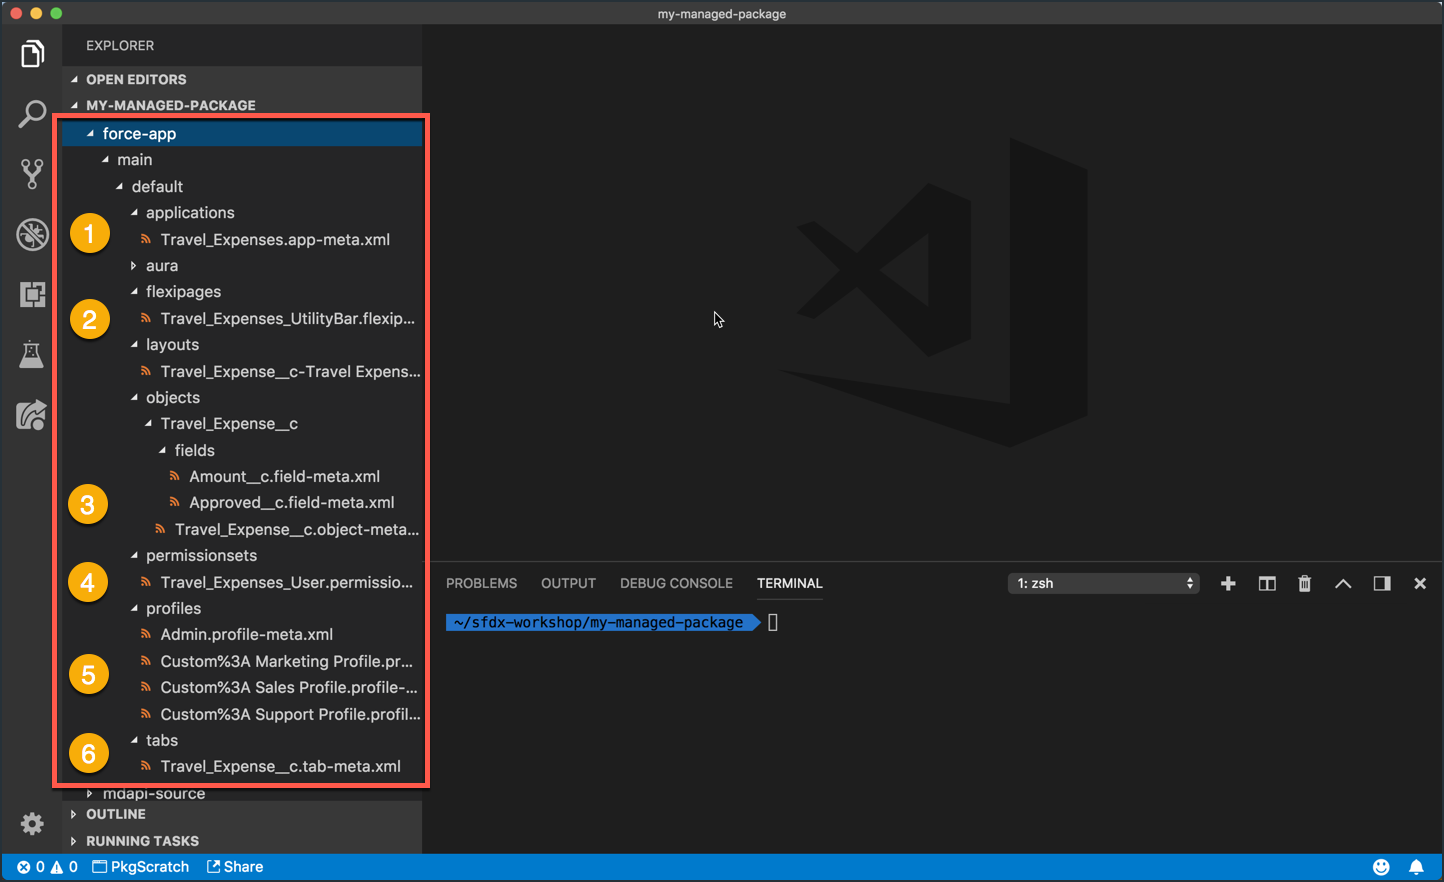 my-managed-package
EXPLORER
OPEN EDITORS
MY-MANAGED-PACKAGE
force-app
main
default
applications
1
Travel_Expenses.app-meta.xml
aura
flexipages
2
Travel_Expenses_UtilityBar.flexip...
layouts
Travel_Expense__c-Travel Expens...
objects
Travel_Expense__c
fields
Amount__c.field-meta.xml
3
Approved__c.field-meta.xml
Travel_Expense__c.object-meta...
permissionsets
4
Travel_Expenses_User.permissio...
profiles
Admin.profile-meta.xml
5
Custom%3A Marketing Profile.pr...
Custom%3A Sales Profile.profile-...
Custom%3A Support Profile.profil...
6
tabs
Travel_Expense__c.tab-meta.xml
mdapi-source
OUTLINE
RUNNING TASKS
PROBLEMS OUTPUT DEBUG CONSOLE TERMINAL 1: zsh
~/sfdx-workshop/my-managed-package
0 0 PkgScratch Share